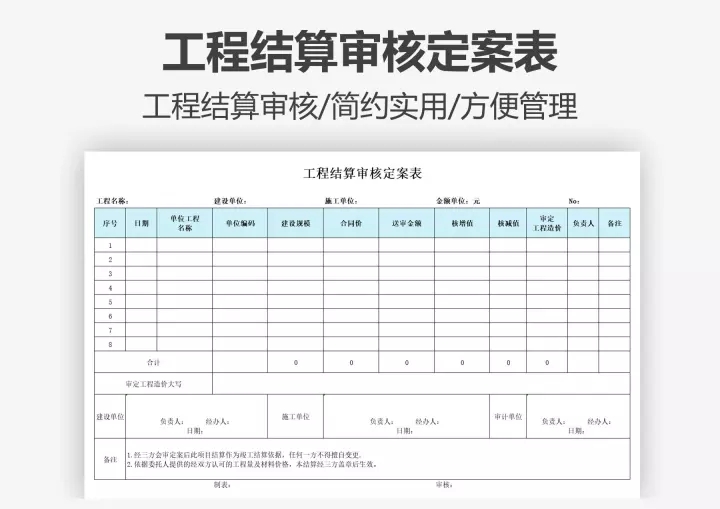 工程结算审核定案表
工程结算审核/简约实用/方便管理
工程结算审核定案表
工程名称： 建设单位： 施工单位： 金额单位：元 No：
序号 日期 单位工程名称 单位编码 建设规模 合同价 送审金额 核增值 核减值 审定工程造价 负责人 备注
1
2
3
4
5
6
7
8
合计 0 0 0 0 0 0
审定工程造价大写
建设单位 负责人： 经办人： 施工单位 负责人： 经办人： 审计单位 负责人： 经办人：
日期： 日期： 日期：
备注
1.经三方会审定案后此项目结算作为竣工结算依据，任何一方不得擅自变更.
2.依据委托人提供的经双方认可的工程量及材料价格，本结算经三方盖章后生效。
制表： 审核：